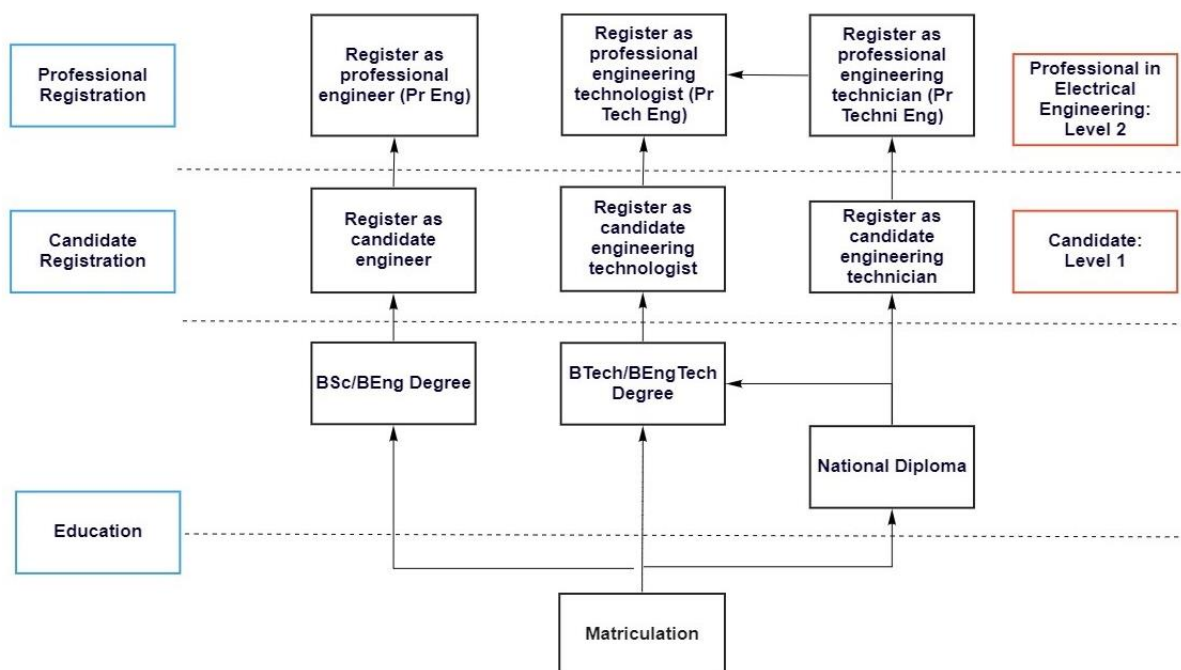 Professional
Registration
Register as
professional
engineer (Pr Eng)
Register as
professional
engineering
technologist (Pr
Tech Eng)
Register as
professional
engineering
technician (Pr
Techni Eng)
Professional in
Electrical
Engineering:
Level 2
Candidate
Registration
Register as
candidate
engineer
Register as
candidate
engineering
technologist
Register as
candidate
engineering
technician
Candidate:
Level 1
BSc/BEng Degree
BTech/BEngTech
Degree
National Diploma
Education
Matriculation